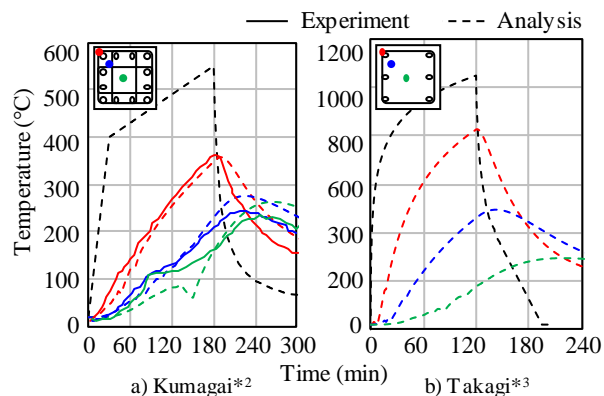 Experiment Analysis
Temperature (°C)
600
500
400
300
200
100
0
0 60 120 180 240 300
1200
1000
800
600
300
200
0
0 60 120 180 240
Time (min)
a) Kumagai*2
b) Takagi*3